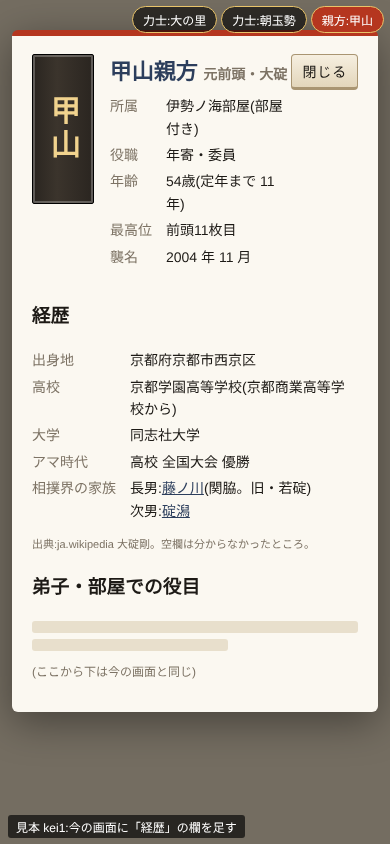 力士:大の里 力士:朝玉勢 親方:甲山
甲山
甲山親方 元前頭・大碇
閉じる
所属 伊勢ノ海部屋(部屋
付き)
役職 年寄・委員
年齢 54歳(定年まで 11
年)
最高位 前頭11枚目
襲名 2004 年 11 月
経歴
出身地 京都府京都市西京区
高校 京都学園高等学校(京都商業高等学
校から)
大学 同志社大学
アマ時代 高校 全国大会 優勝
相撲界の家族 長男:藤ノ川(関脇。旧・若碇)
次男:碇潟
出典:ja.wikipedia 大碇剛。空欄は分からなかったところ。
弟子・部屋での役目
(ここから下は今の画面と同じ)
見本 kei1:今の画面に「経歴」の欄を足す